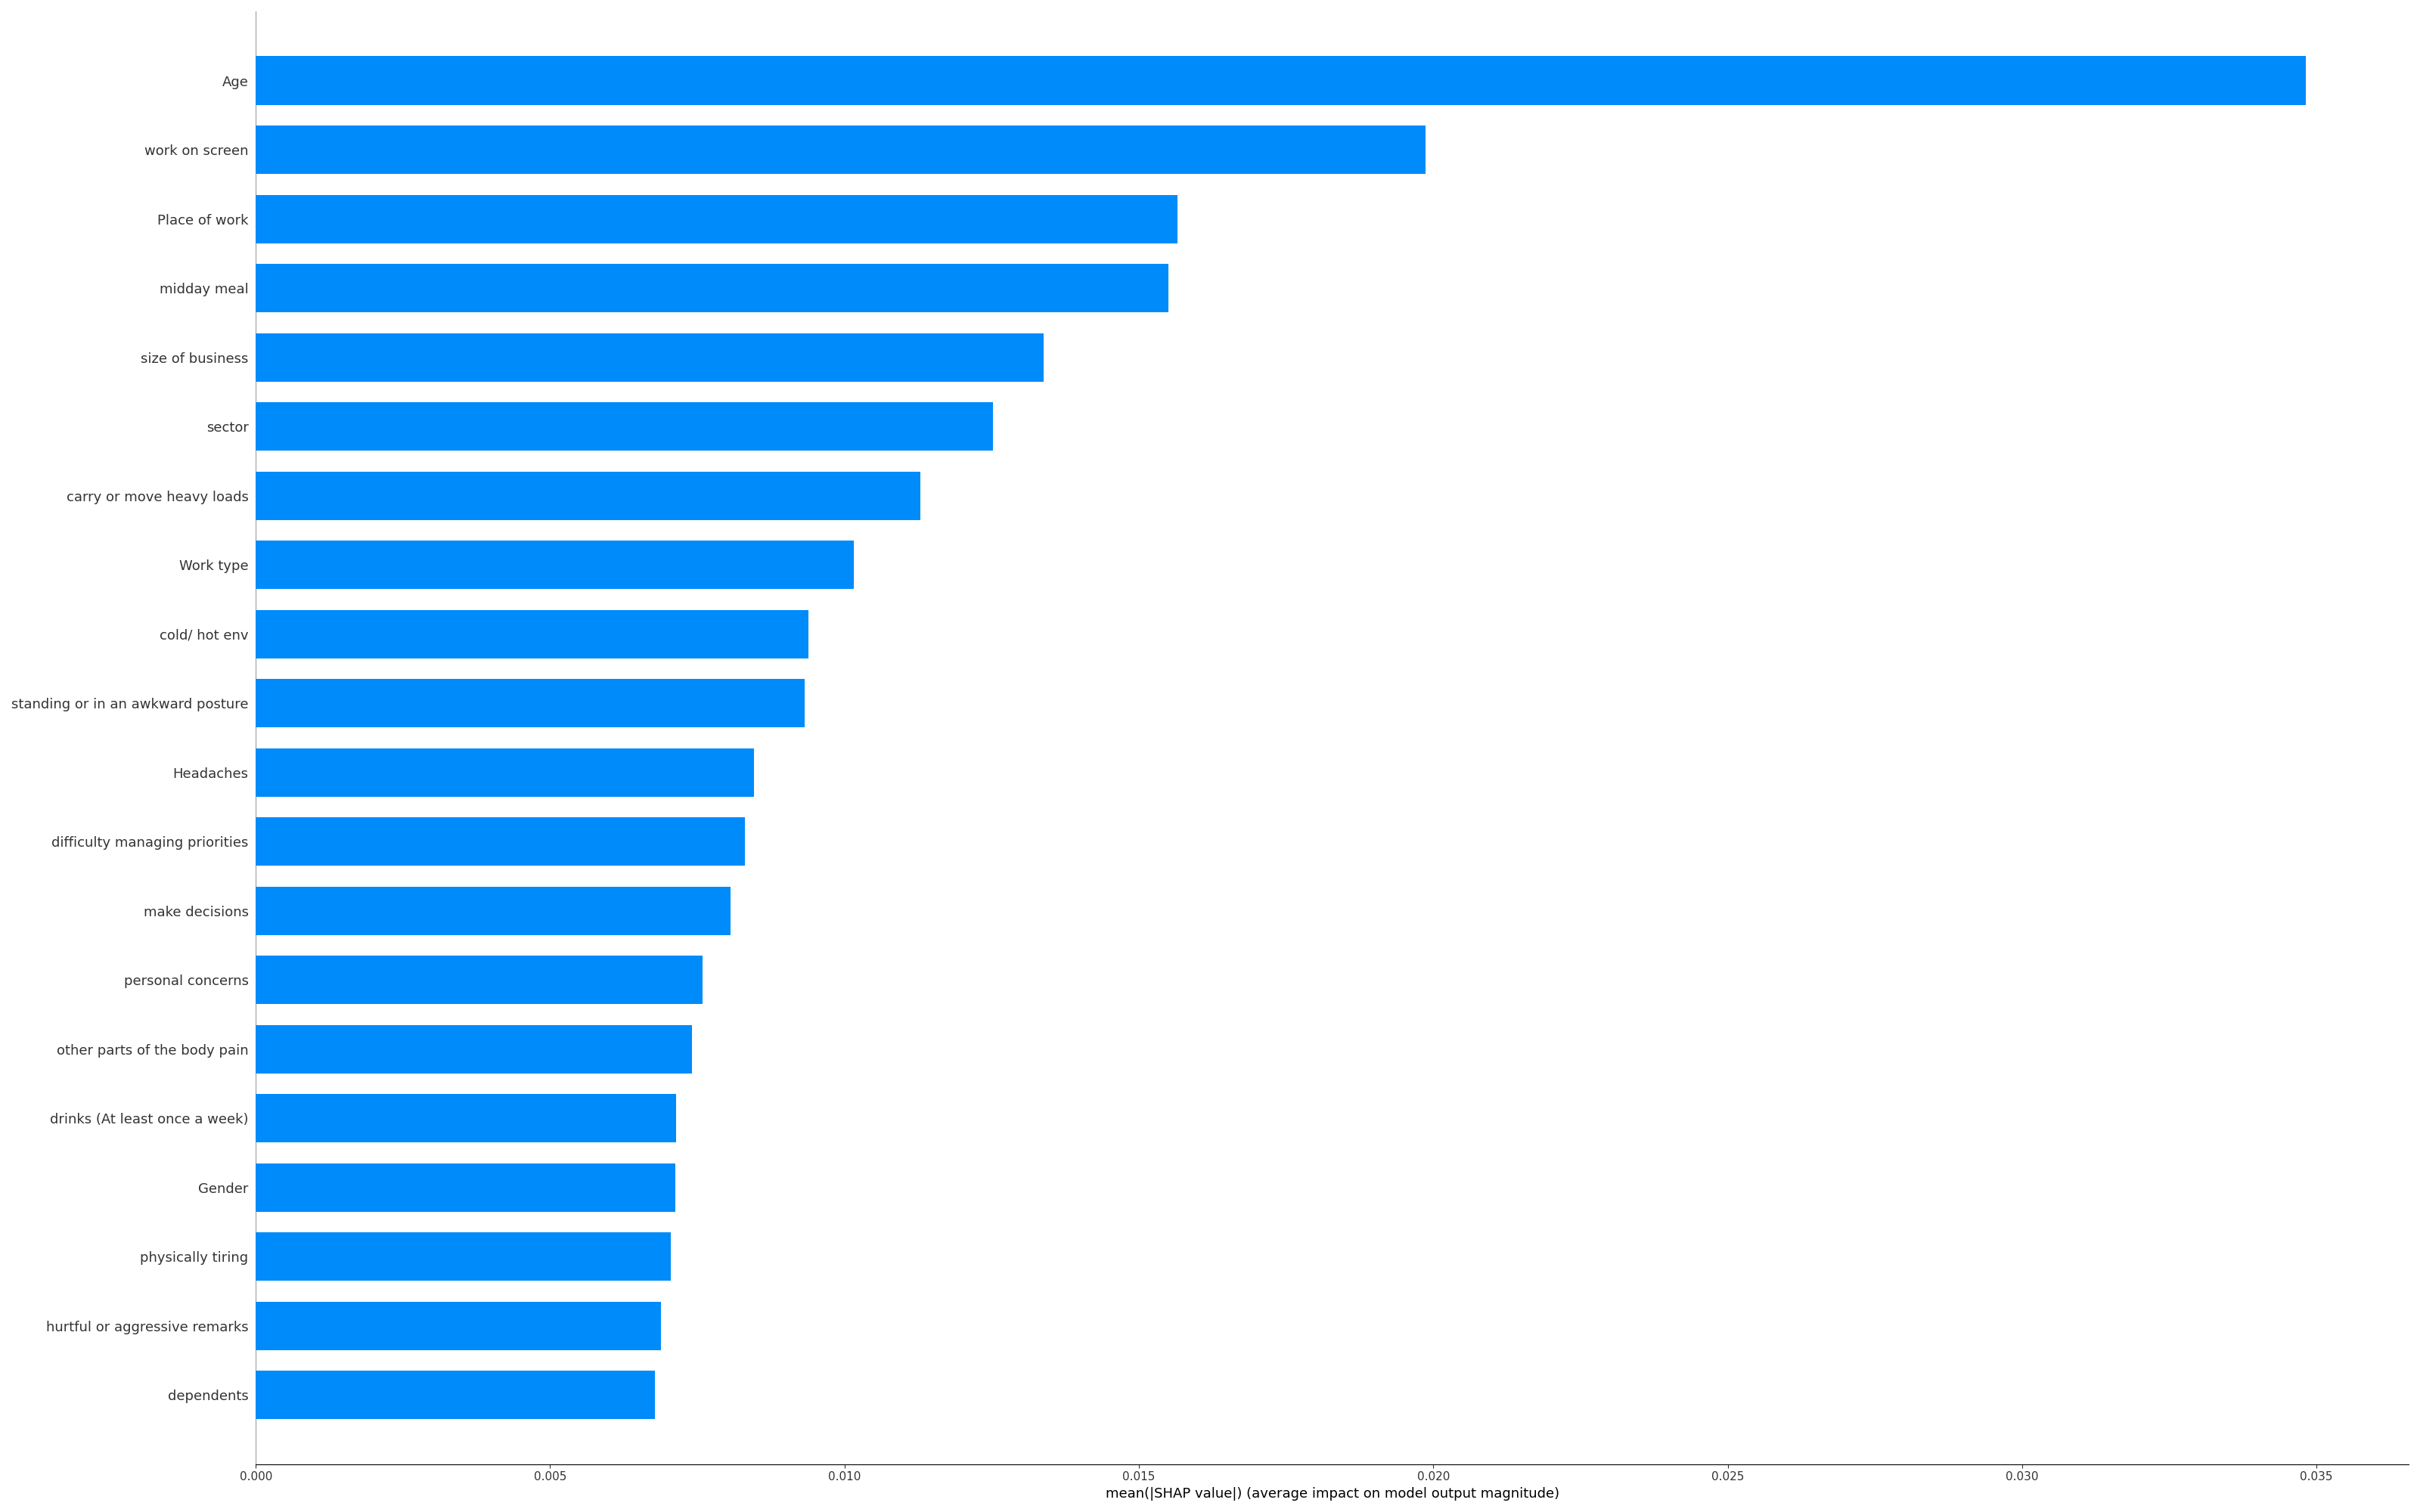 Age
work on screen
Place of work
midday meal
size of business
sector
carry or move heavy loads
Work type
cold/ hot env
standing or in an awkward posture
Headaches
difficulty managing priorities
make decisions
personal concerns
other parts of the body pain
drinks (At least once a week)
Gender
physically tiring
hurtful or aggressive remarks
dependents
0.000 0.005 0.010 0.015 0.020 0.025 0.030 0.035
mean(|SHAP value|) (average impact on model output magnitude)